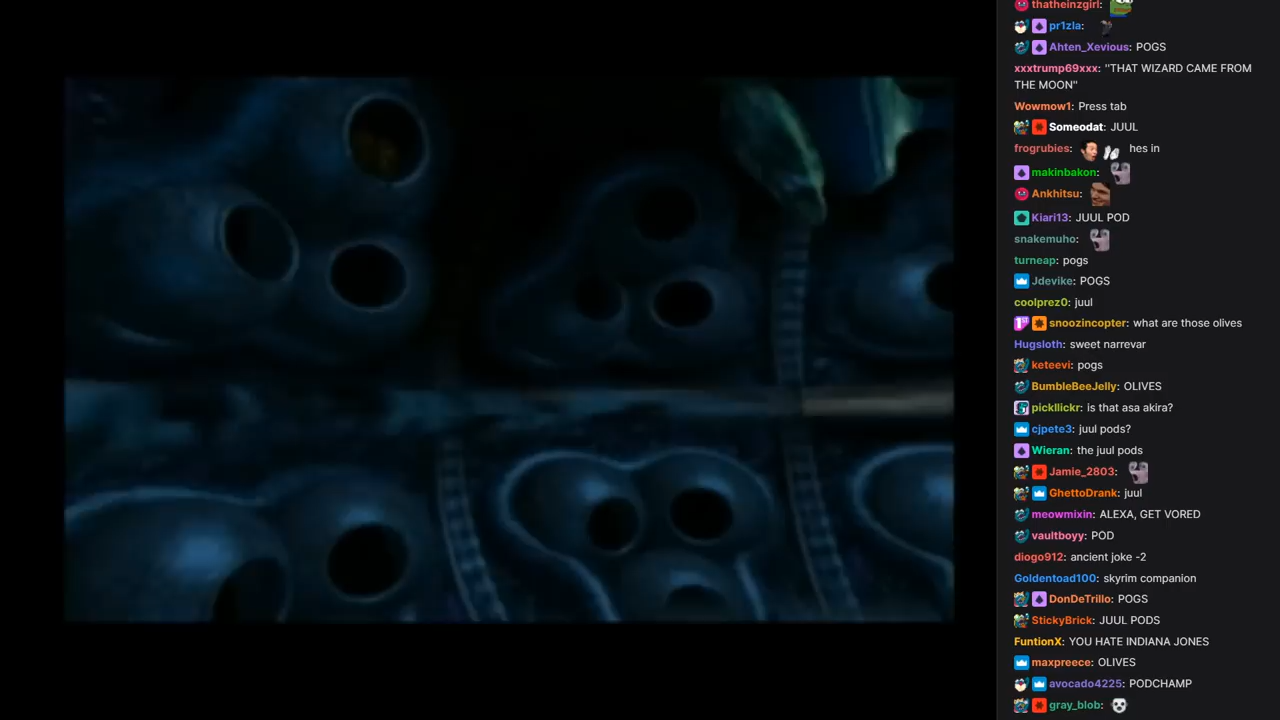 thatheinzgirl:
pr1zla:
Ahten_Xevious: POGS
xxxtrump69xxx: "THAT WIZARD CAME FROM
THE MOON"
Wowmow1: Press tab
Someodat: JUUL
frogrubies: hes in
makinbakon:
Ankhitsu:
Kiari13: JUUL POD
snakemuho:
turneap: pogs
Jdevike: POGS
coolprez0: juul
1ST snoozincopter: what are those olives
Hugsloth: sweet narrevar
keteevi: pogs
BumbleBeeJelly: OLIVES
pickllickr: is that asa akira?
cjpete3: juul pods?
Wieran: the juul pods
Jamie_2803:
GhettoDrank: juul
meowmixin: ALEXA, GET VORED
vaultboyy: POD
diogo912: ancient joke -2
Goldentoad100: skyrim companion
DonDeTrillo: POGS
StickyBrick: JUUL PODS
FuntionX: YOU HATE INDIANA JONES
maxpreece: OLIVES
avocado4225: PODCHAMP
gray_blob: